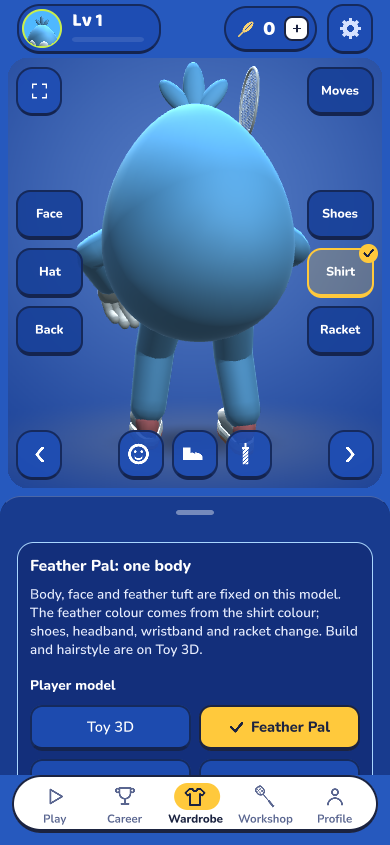 Lv 1
0
+
Moves
Face
Shoes
Hat
Shirt
Back
Racket
Feather Pal: one body
Body, face and feather tuft are fixed on this model.
The feather colour comes from the shirt colour;
shoes, headband, wristband and racket change. Build
and hairstyle are on Toy 3D.
Player model
Toy 3D
Feather Pal
Play
Career
Wardrobe
Workshop
Profile